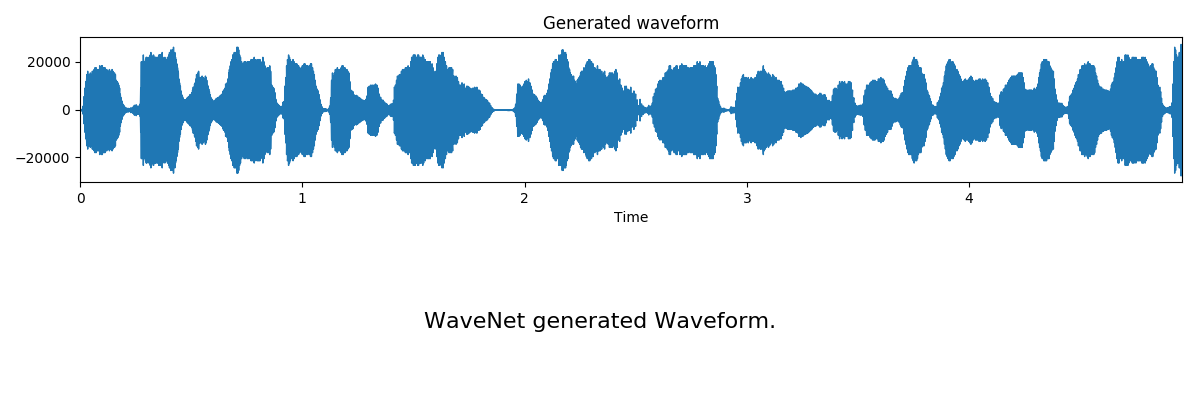 Generated waveform
20000
0
−20000
0 1 2 3 4
Time
WaveNet generated Waveform.